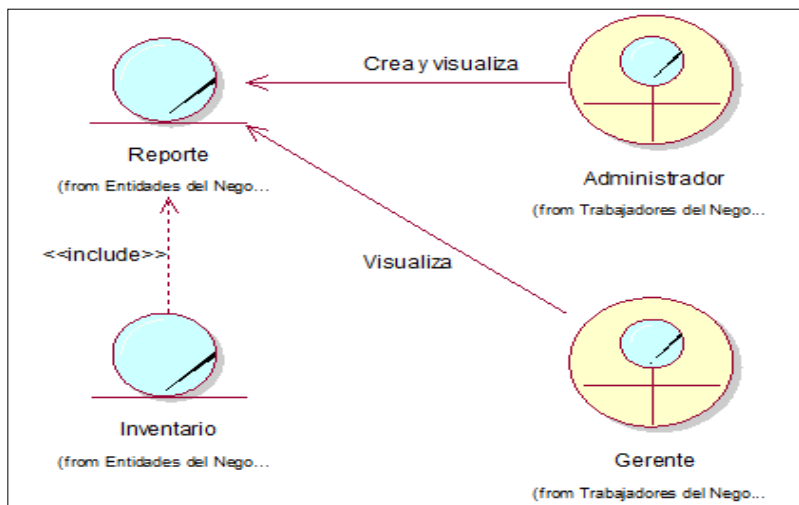 Crea y visualiza
Reporte
(from Entidades del Nego...
Administrador
(from Trabajadores del Nego...
<<include>>
Visualiza
Inventario
(from Entidades del Nego...
Gerente
(from Trabajadores del Nego...